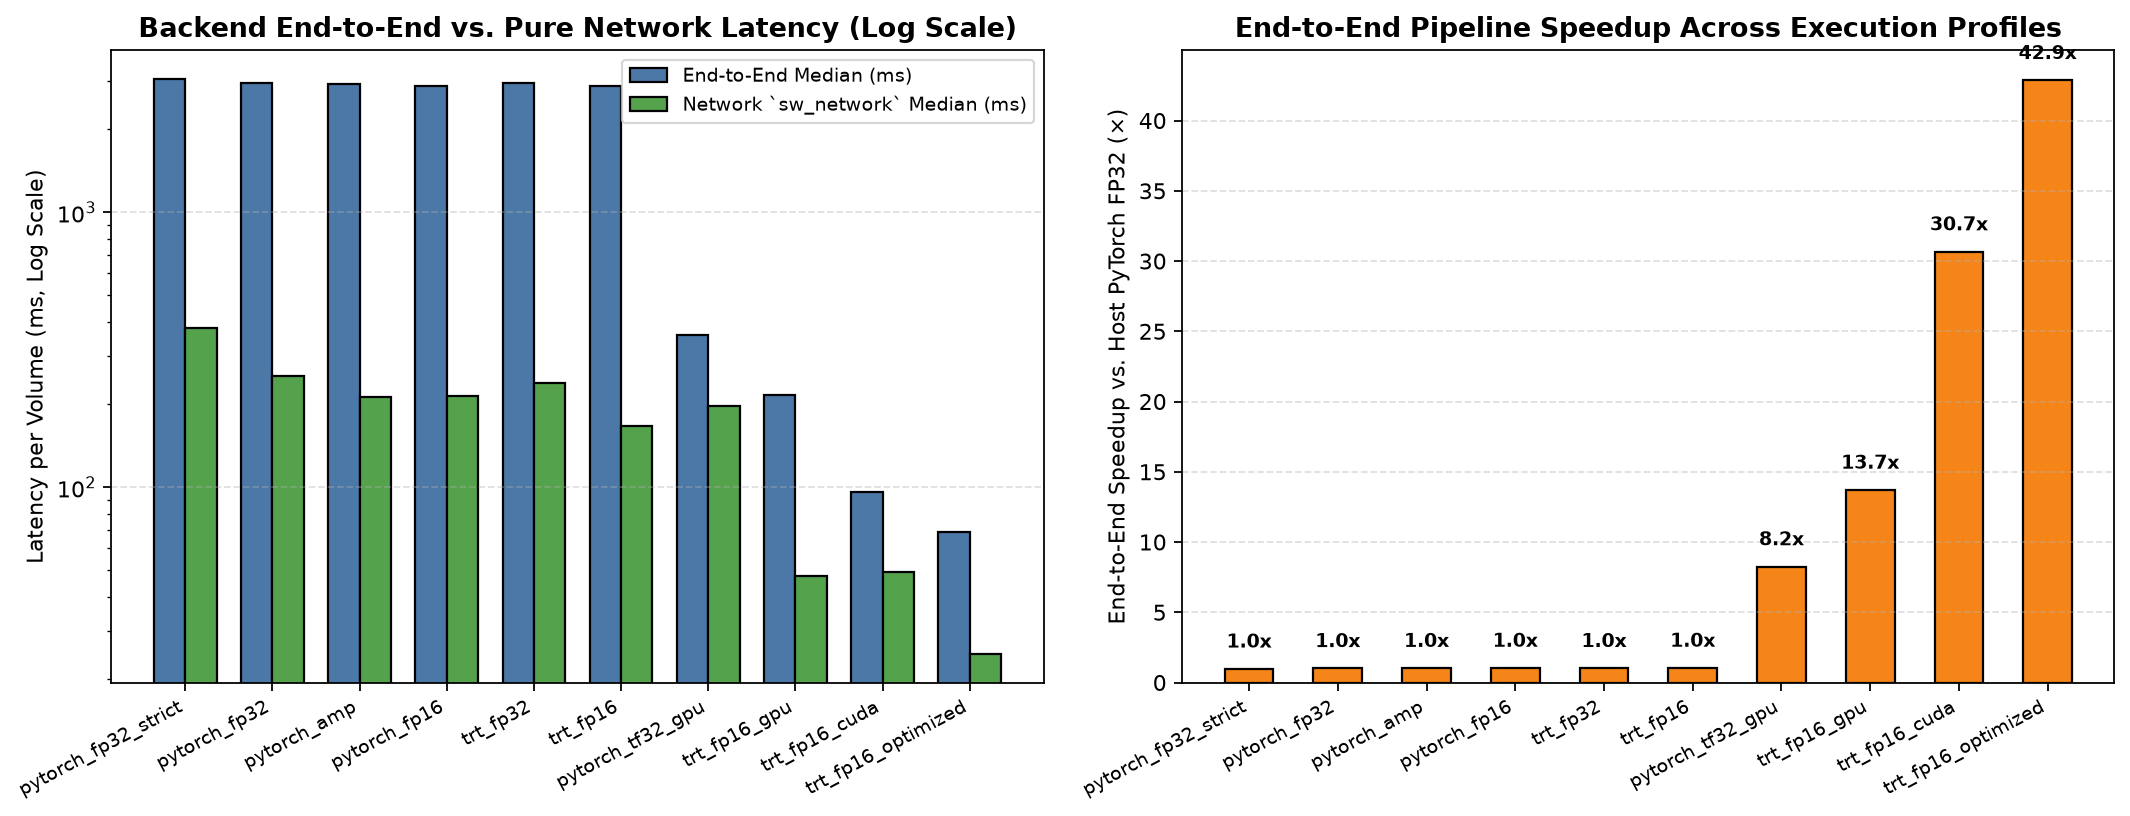 Backend End-to-End vs. Pure Network Latency (Log Scale)
Latency per Volume (ms, Log Scale)
10³
10²
End-to-End Median (ms)
Network `sw_network` Median (ms)
pytorch_fp32_strict
pytorch_fp32
pytorch_amp
pytorch_fp16
trt_fp32
trt_fp16
pytorch_tf32_gpu
trt_fp16_gpu
trt_fp16_cuda
trt_fp16_optimized
End-to-End Pipeline Speedup Across Execution Profiles
End-to-End Speedup vs. Host PyTorch FP32 (×)
40
35
30
25
20
15
10
5
0
1.0x
1.0x
1.0x
1.0x
1.0x
1.0x
8.2x
13.7x
30.7x
42.9x
pytorch_fp32_strict
pytorch_fp32
pytorch_amp
pytorch_fp16
trt_fp32
trt_fp16
pytorch_tf32_gpu
trt_fp16_gpu
trt_fp16_cuda
trt_fp16_optimized